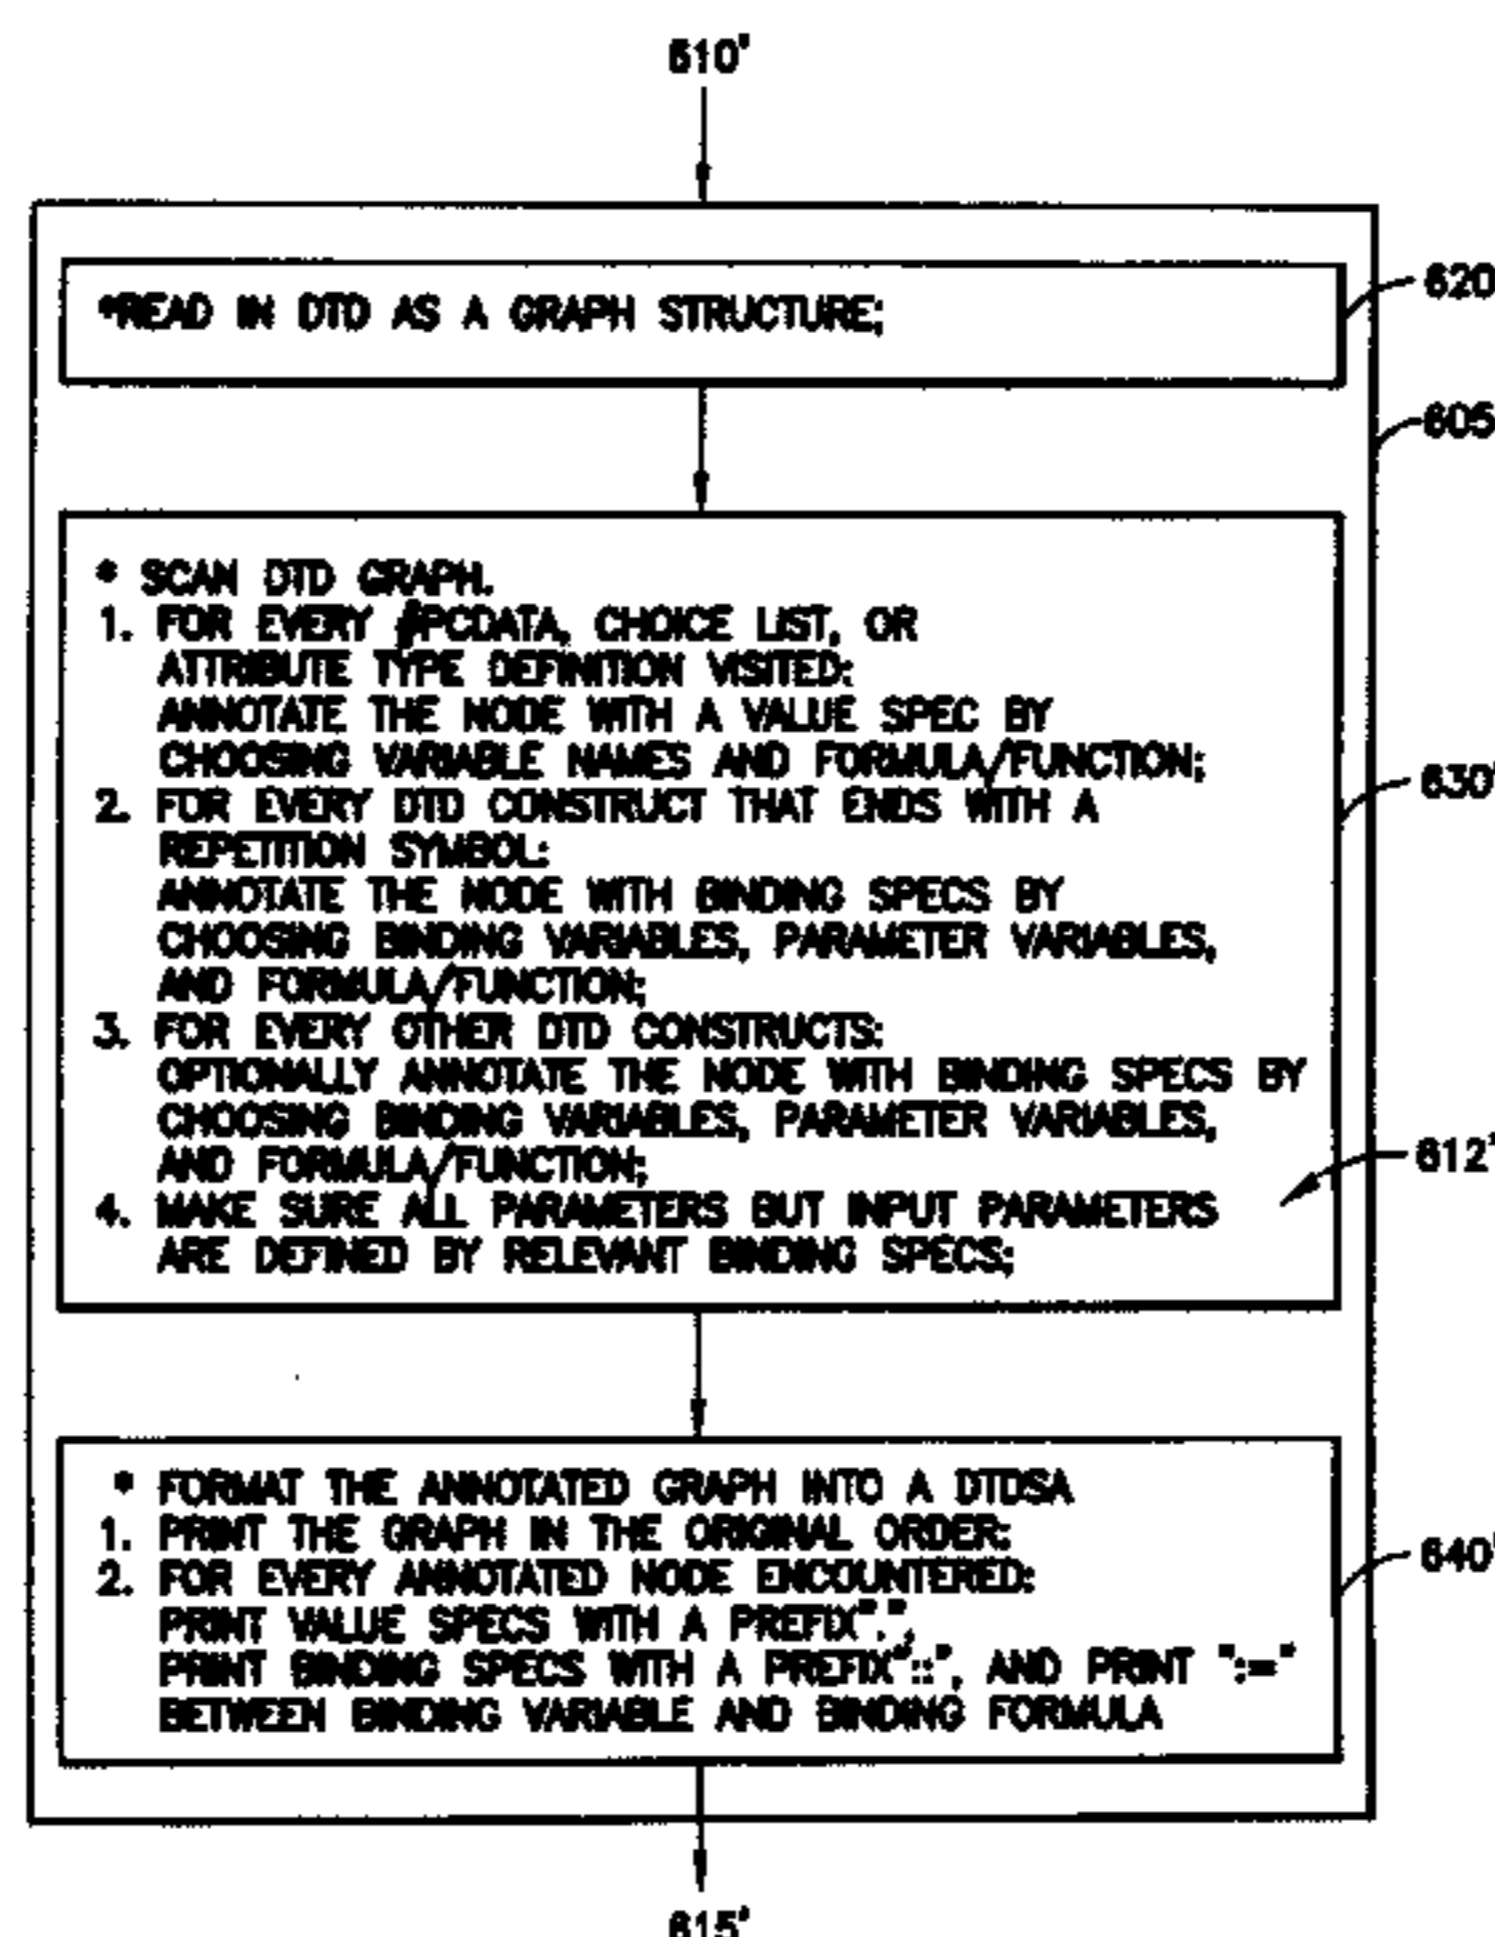 610'
*READ IN DTD AS A GRAPH STRUCTURE;
620
605
* SCAN DTD GRAPH.
1. FOR EVERY #PCDATA, CHOICE LIST, OR
ATTRIBUTE TYPE DEFINITION VISITED:
ANNOTATE THE NODE WITH A VALUE SPEC BY
CHOOSING VARIABLE NAMES AND FORMULA/FUNCTION;
2. FOR EVERY DTD CONSTRUCT THAT ENDS WITH A
REPETITION SYMBOL:
ANNOTATE THE NODE WITH BINDING SPECS BY
CHOOSING BINDING VARIABLES, PARAMETER VARIABLES,
AND FORMULA/FUNCTION;
3. FOR EVERY OTHER DTD CONSTRUCTS:
OPTIONALLY ANNOTATE THE NODE WITH BINDING SPECS BY
CHOOSING BINDING VARIABLES, PARAMETER VARIABLES,
AND FORMULA/FUNCTION;
4. MAKE SURE ALL PARAMETERS BUT INPUT PARAMETERS
ARE DEFINED BY RELEVANT BINDING SPECS;
630'
612'
* FORMAT THE ANNOTATED GRAPH INTO A DTDSA
1. PRINT THE GRAPH IN THE ORIGINAL ORDER:
2. FOR EVERY ANNOTATED NODE ENCOUNTERED:
PRINT VALUE SPECS WITH A PREFIX":",
PRINT BINDING SPECS WITH A PREFIX"::", AND PRINT ":="
BETWEEN BINDING VARIABLE AND BINDING FORMULA
640'
615'